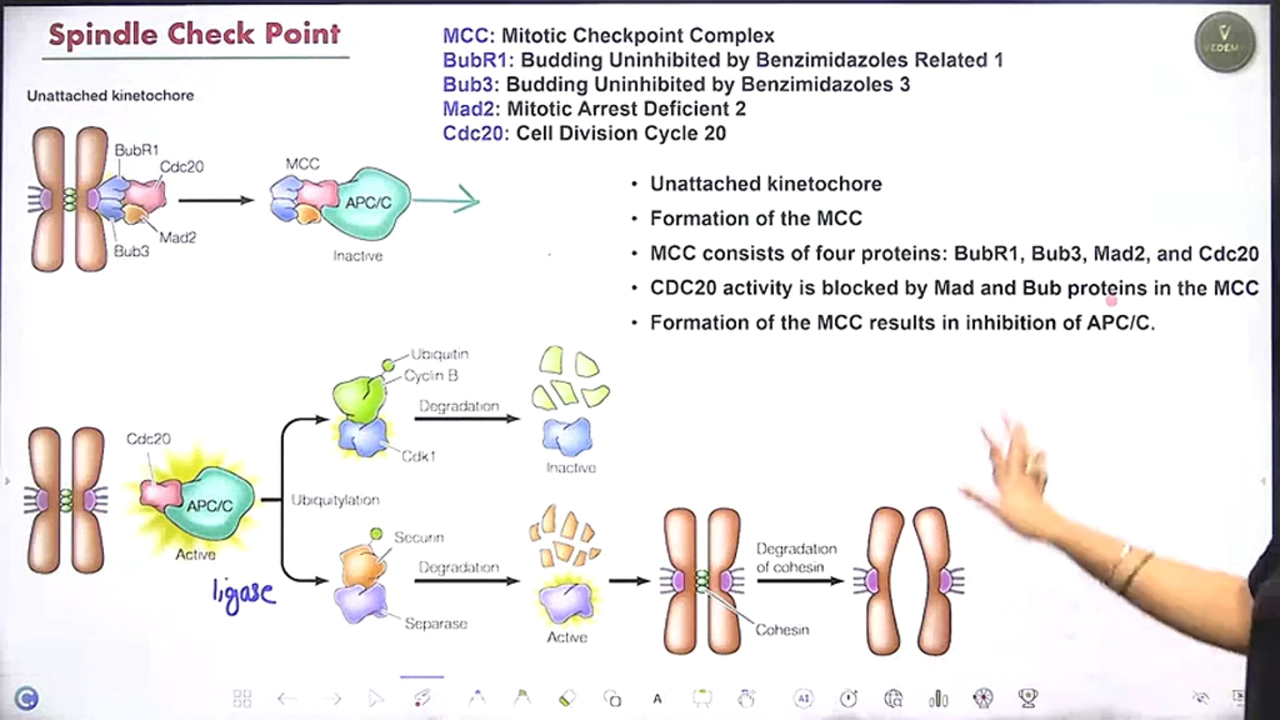 Spindle Check Point
MCC: Mitotic Checkpoint Complex
BubR1: Budding Uninhibited by Benzimidazoles Related 1
Bub3: Budding Uninhibited by Benzimidazoles 3
Mad2: Mitotic Arrest Deficient 2
Cdc20: Cell Division Cycle 20
VEDEM
Unattached kinetochore
BubR1
Cdc20
Mad2
Bub3
MCC
APC/C
Inactive
• Unattached kinetochore
• Formation of the MCC
• MCC consists of four proteins: BubR1, Bub3, Mad2, and Cdc20
• CDC20 activity is blocked by Mad and Bub proteins in the MCC
• Formation of the MCC results in inhibition of APC/C.
Cdc20
APC/C
Active
ligase
Ubiquitylation
Ubiquitin
Cyclin B
Cdk1
Degradation
Inactive
Securin
Separase
Degradation
Active
Cohesin
Degradation
of cohesin
A
AI